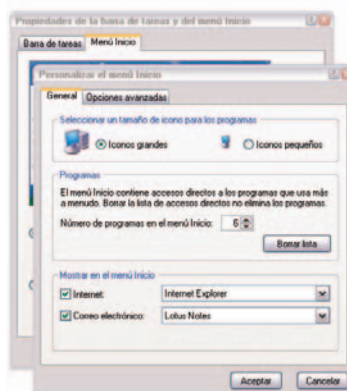 Propiedades de la barra de tareas y del menú Inicio
Barra de tareas Menú Inicio
Personalizar el menú Inicio
General Opciones avanzadas
Seleccionar un tamaño de icono para los programas
Iconos grandes Iconos pequeños
Programas
El menú Inicio contiene accesos directos a los programas que usa más
a menudo. Borrar la lista de accesos directos no elimina los programas.
Número de programas en el menú Inicio: 6
Borrar lista
Mostrar en el menú Inicio
Internet: Internet Explorer
Correo electrónico: Lotus Notes
Aceptar Cancelar